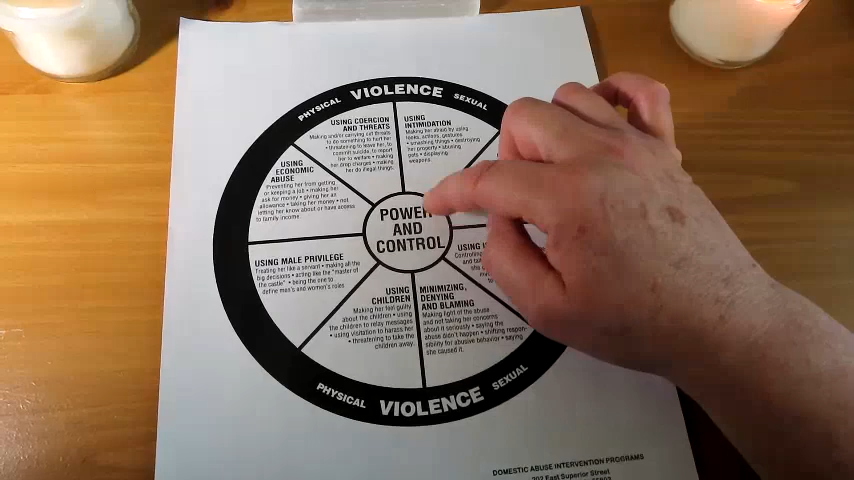 PHYSICAL VIOLENCE SEXUAL
USING COERCION
AND THREATS
Making and/or carrying out threats
to do something to hurt her
• threatening to leave her, to
commit suicide, to report
her to welfare • making
her drop charges • making
her do illegal things.
USING
INTIMIDATION
Making her afraid by using
looks, actions, gestures
• smashing things • destroying
her property • abusing
pets • displaying
weapons.
USING
ECONOMIC
ABUSE
Preventing her from getting
or keeping a job • making her
ask for money • giving her an
allowance • taking her money • not
letting her know about or have access
to family income.
POWER
AND
CONTROL
USING MALE PRIVILEGE
Treating her like a servant • making all the
big decisions • acting like the "master of
the castle" • being the one to
define men's and women's roles
USING
Controlling
USING
CHILDREN
Making her feel guilty
about the children • using
the children to relay messages
• using visitation to harass her
• threatening to take the
children away.
MINIMIZING,
DENYING
AND BLAMING
Making light of the abuse
and not taking her concerns
about it seriously • saying the
abuse didn't happen • shifting respon-
sibility for abusive behavior • saying
she caused it.
PHYSICAL VIOLENCE SEXUAL
DOMESTIC ABUSE INTERVENTION PROGRAMS
202 East Superior Street